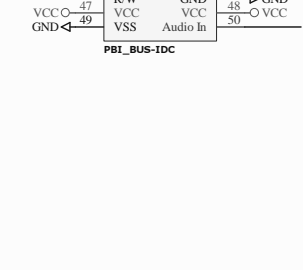 R/W GND GND
VCC 47 VCC VCC 48 VCC
GND 49 VSS Audio In 50
PBI_BUS-IDC